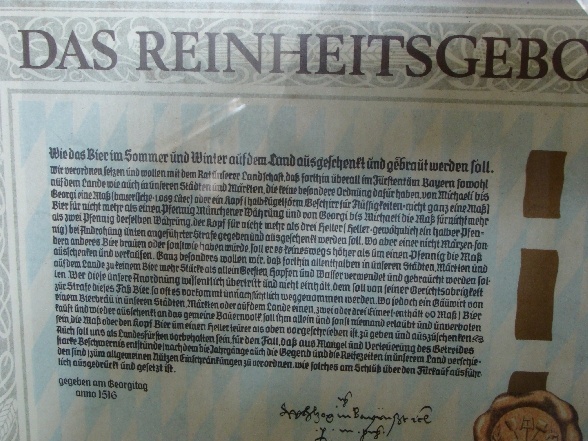 DAS REINHEITSGEBO
Wie das Bier im Sommer und Winter auf dem Land ausgeschenkt und gebraut werden soll.
Wir verordnen, setzen und wollen mit dem Rat unserer Landschaft, daß forthin überall im Fürstentum Bayern sowohl
auf dem Lande wie auch in unseren Städten und Märkten, die keine besondere Ordnung dafür haben, von Michaeli bis
Georgi eine Maß (bayerische 1,069 Liter) oder ein Kopf (halbkugelförm. Geschirr für Flüssigkeiten-nicht ganz eine Maß)
Bier für nicht mehr als einen Pfennig Münchener Währung und von Georgi bis Michaeli die Maß für nicht mehr
als zwei Pfennig derselben Währung, der Kopf für nicht mehr als drei Heller (Heller-gewöhnlich ein halber Pfen-
nig) bei Androhung unten angeführter Strafe gegeben und ausgeschenkt werden soll. Wo aber einer nicht Märzen son-
dern anderes Bier brauen oder sonstwie haben würde soll er es keineswegs höher als um einen Pfennig die Maß
ausschenken und verkaufen. Ganz besonders wollen wir, daß forthin allenthalben in unseren Städten, Märkten und
auf dem Lande zu keinem Bier mehr Stücke als allein Gersten, Hopfen und Wasser verwendet und gebraucht werden sol-
len. Wer diese unsere Anordnung wissentlich übertritt und nicht einhält, dem soll von seiner Gerichtsobrigkeit
zur Strafe dieses Faß Bier so oft es vorkommt unnachsichtlich weggenommen werden. Wo jedoch ein Gauwirt von
einem Bierbräu in unseren Städten, Märkten oder auf dem Lande einen, zwei oder drei Eimer (enthält 60 Maß) Bier
kauft und wieder ausschenkt an das gemeine Bauernvolk soll ihm allein und sonst niemand erlaubt und unverboten
sein, die Maß oder den Kopf Bier um einen Heller teurer als oben vorgeschrieben ist zu geben und auszuschenken.
Auch soll uns als Landesfürsten vorbehalten sein, für den Fall, daß aus Mangel und Verteuerung des Getreides
starke Beschwernis entstünde nachdem die Jahrgänge auch die Gegend und die Reifzeiten in unserem Land verschie-
den sind zum allgemeinen Nutzen Einschränkungen zu verordnen, wie solches am Schluß über den Fürkauf ausführ-
lich ausgedrückt und gesetzt ist.
gegeben am Georgitag
anno 1516